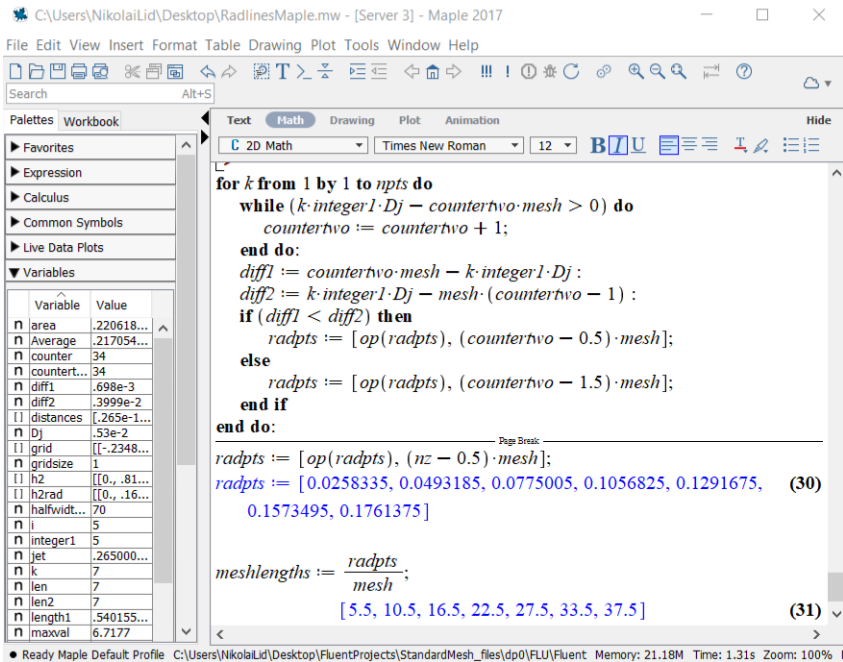 C:\Users\NikolaiLid\Desktop\RadlinesMaple.mw - [Server 3] - Maple 2017
File Edit View Insert Format Table Drawing Plot Tools Window Help
Search Alt+S
Palettes Workbook
Text Math Drawing Plot Animation Hide
C 2D Math Times New Roman 12 B I U
Favorites
Expression
Calculus
Common Symbols
Live Data Plots
Variables
Variable Value
n area .220618...
n Average .217054...
n counter 34
n countert... 34
n diff1 .698e-3
n diff2 .3999e-2
[] distances [.265e-1...
n Dj .53e-2
[] grid [[-.2348...
n gridsize 1
[] h2 [[0., .81...
[] h2rad [[0., .16...
n halfwidt... 70
n i 5
n integer1 5
n jet .265000...
n k 7
n len 7
n len2 7
n length1 .540155...
n maxval 6.7177
for k from 1 by 1 to npts do
while (k·integer1·Dj − countertwo·mesh > 0) do
countertwo := countertwo + 1;
end do:
diff1 := countertwo·mesh − k·integer1·Dj :
diff2 := k·integer1·Dj − mesh·(countertwo − 1) :
if (diff1 < diff2) then
radpts := [op(radpts), (countertwo − 0.5)·mesh];
else
radpts := [op(radpts), (countertwo − 1.5)·mesh];
end if
end do:
Page Break
radpts := [op(radpts), (nz − 0.5)·mesh];
radpts := [0.0258335, 0.0493185, 0.0775005, 0.1056825, 0.1291675, (30)
0.1573495, 0.1761375]
meshlengths := radpts / mesh;
[5.5, 10.5, 16.5, 22.5, 27.5, 33.5, 37.5] (31)
Ready Maple Default Profile C:\Users\NikolaiLid\Desktop\FluentProjects\StandardMesh_files\dp0\FLU\Fluent Memory: 21.18M Time: 1.31s Zoom: 100%